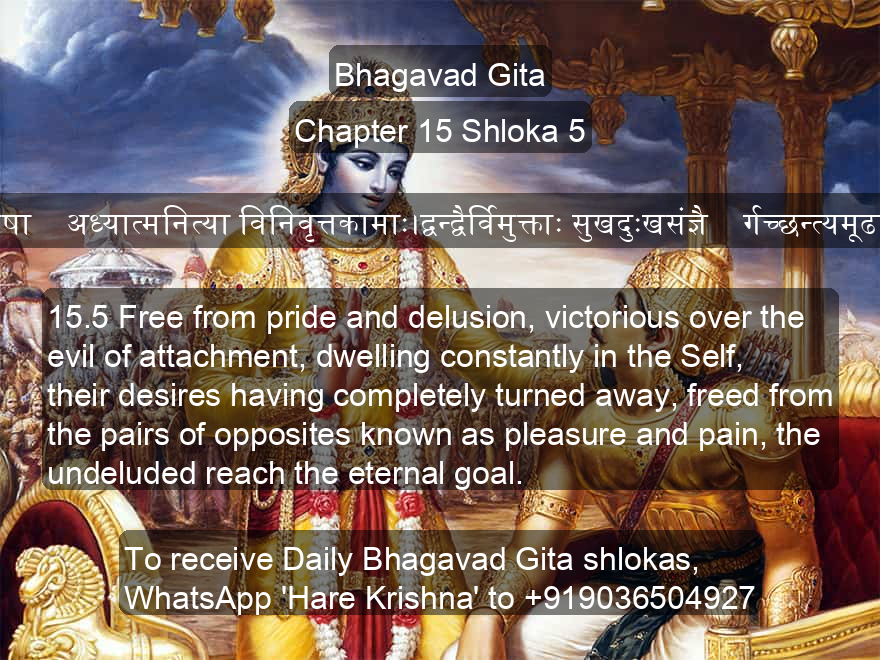 Bhagavad Gita
Chapter 15 Shloka 5
षा अध्यात्मनित्या विनिवृत्तकामाः।द्वन्द्वैर्विमुक्ताः सुखदुःखसंज्ञै र्गच्छन्त्यमूढा
15.5 Free from pride and delusion, victorious over the
evil of attachment, dwelling constantly in the Self,
their desires having completely turned away, freed from
the pairs of opposites known as pleasure and pain, the
undeluded reach the eternal goal.
To receive Daily Bhagavad Gita shlokas,
WhatsApp 'Hare Krishna' to +919036504927